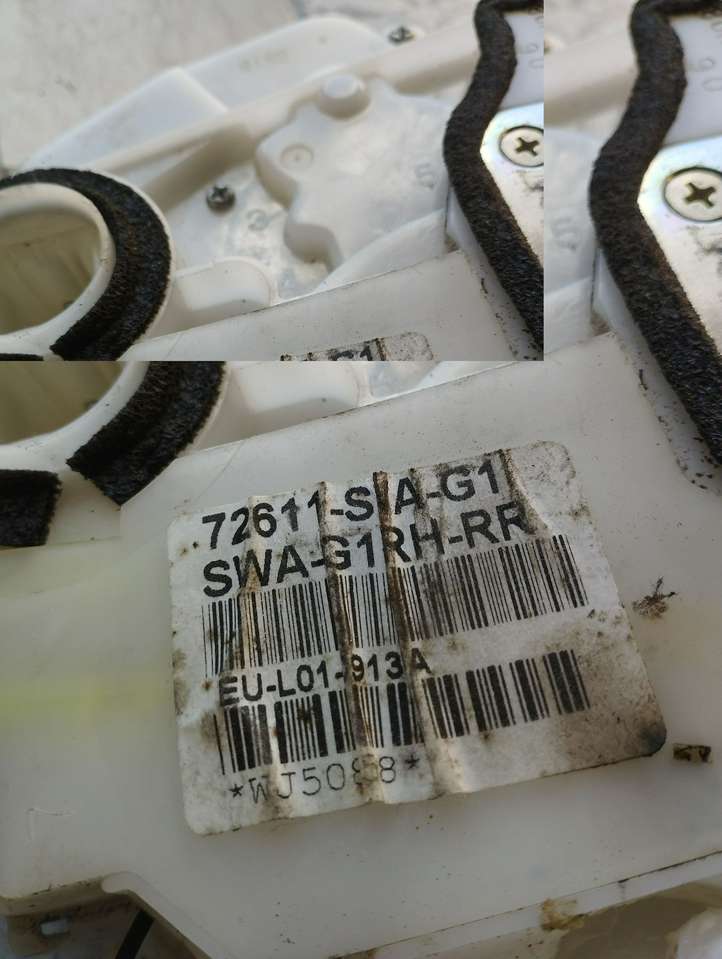 72611-SWA-G1
SWA-G1RH-RR
EU-L01-913A
*WJ5088*